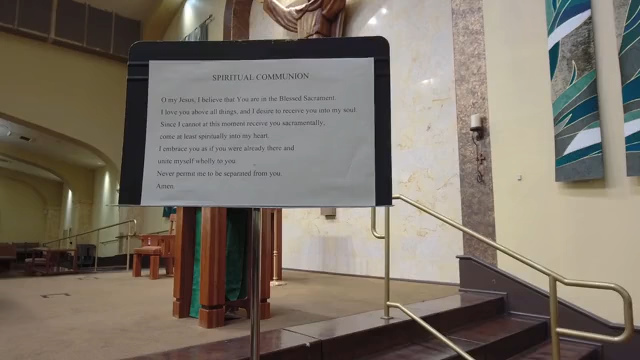 SPIRITUAL COMMUNION
O my Jesus, I believe that You are in the Blessed Sacrament.
I love you above all things, and I desire to receive you into my soul.
Since I cannot at this moment receive you sacramentally,
come at least spiritually into my heart.
I embrace you as if you were already there and
unite myself wholly to you.
Never permit me to be separated from you.
Amen.